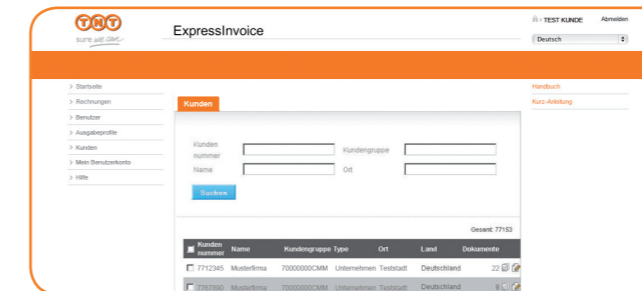 TNT
sure we can
ExpressInvoice
> TEST KUNDE
Abmelden
Deutsch
> Startseite
> Rechnungen
> Benutzer
> Ausgabeprofile
> Kunden
> Mein Benutzerkonto
> Hilfe
Kunden
Kunden
nummer
Kundengruppe
Name
Ort
Suchen
Handbuch
Kurz-Anleitung
Gesamt: 77153
Kunden
nummer Name Kundengruppe Type Ort Land Dokumente
7712345 Musterfirma 70000000CMM Unternehmen Teststadt Deutschland 22
7767890 Musterfirma 70000000CMM Unternehmen Teststadt Deutschland 9